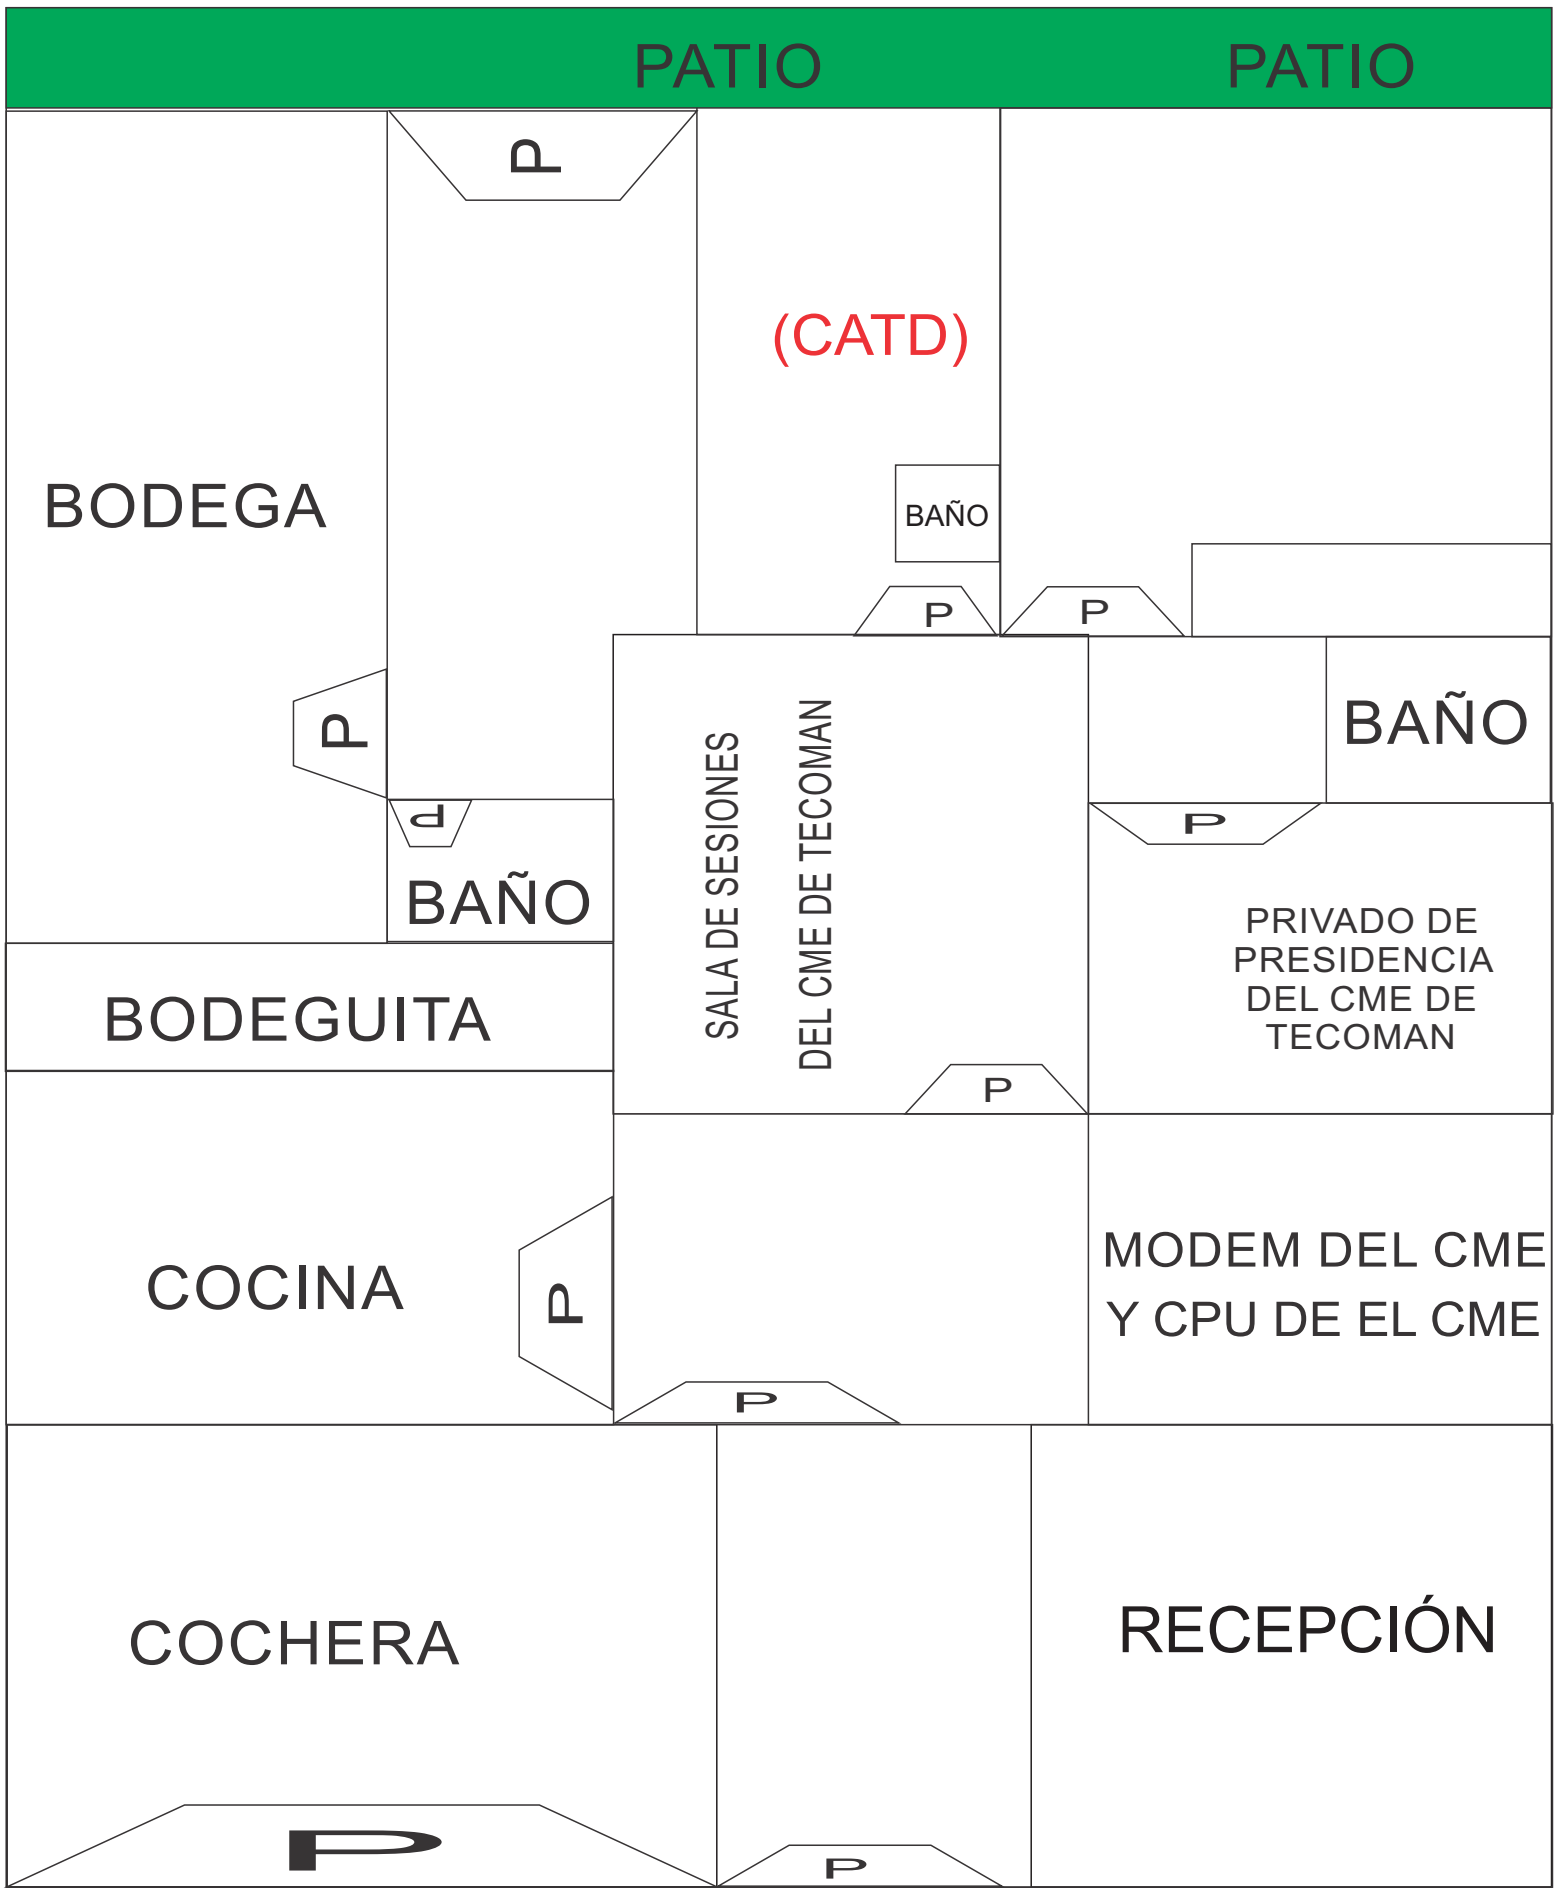 PATIO
PATIO
P
(CATD)
BODEGA
BAÑO
P
P
P
BAÑO
SALA DE SESIONES
DEL CME DE TECOMAN
P
P
BAÑO
PRIVADO DE
PRESIDENCIA
DEL CME DE
TECOMAN
BODEGUITA
P
MODEM DEL CME
Y CPU DE EL CME
COCINA
P
P
COCHERA
RECEPCIÓN
P
P